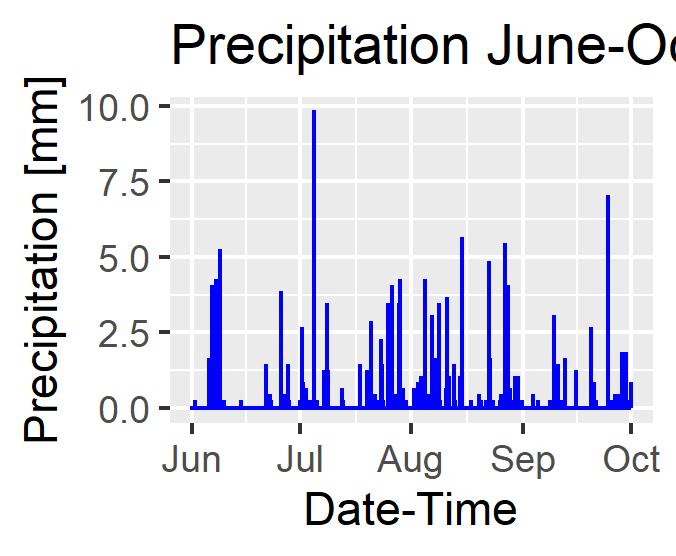 Precipitation June-Oc
Precipitation [mm]
10.0
7.5
5.0
2.5
0.0
Jun Jul Aug Sep Oct
Date-Time